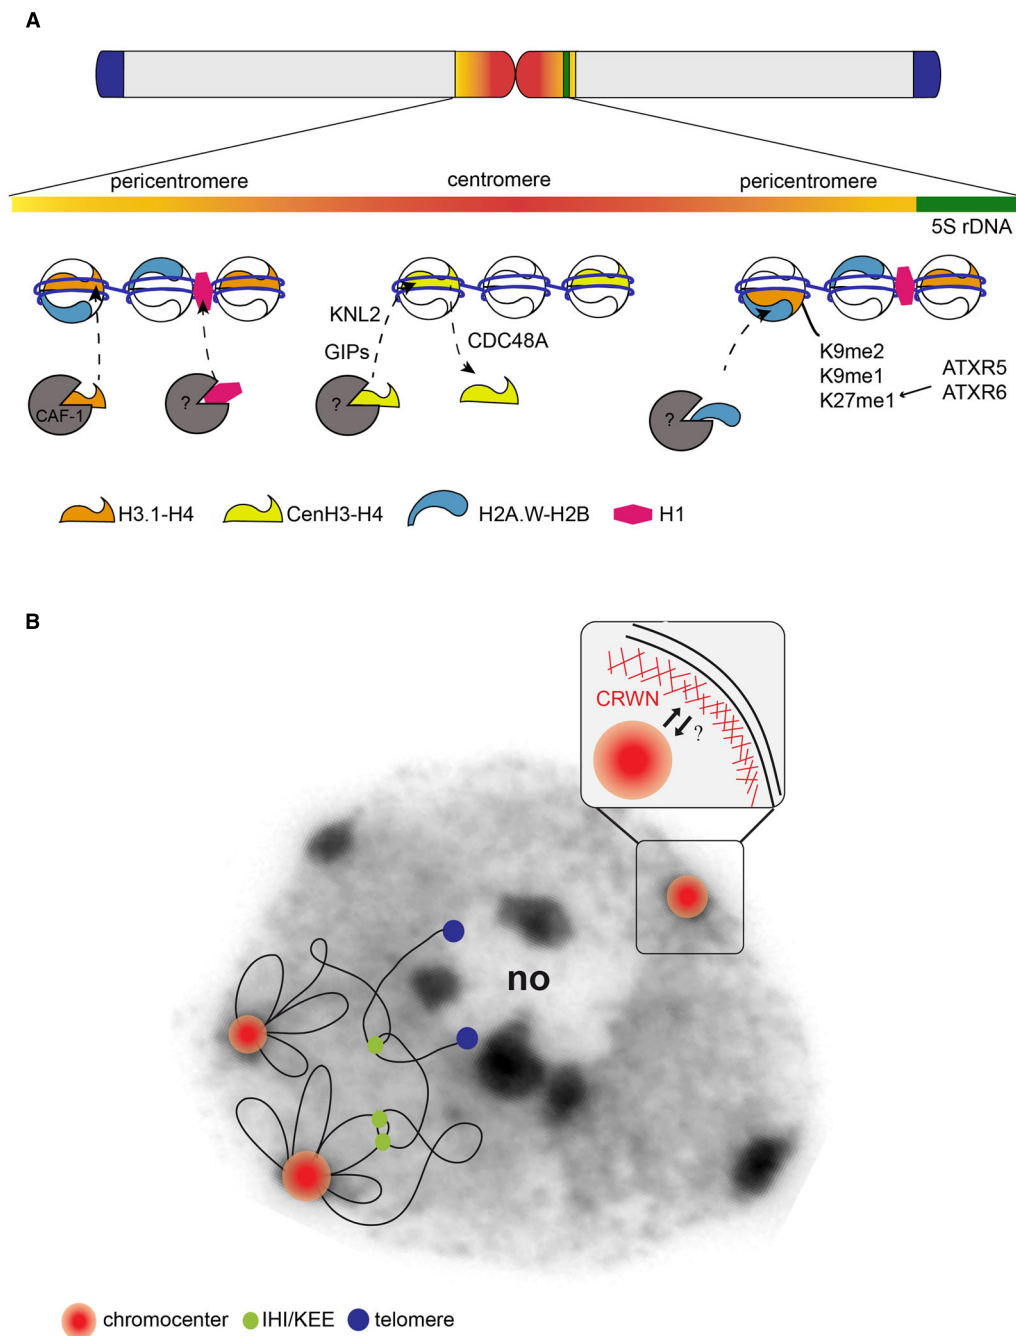 A
pericentromere centromere pericentromere
5S rDNA
KNL2
GIPs
CDC48A
K9me2
K9me1
K27me1
ATXR5
ATXR6
CAF-1
?
?
?
H3.1-H4 CenH3-H4 H2A.W-H2B H1
B
CRWN
?
no
chromocenter IHI/KEE telomere